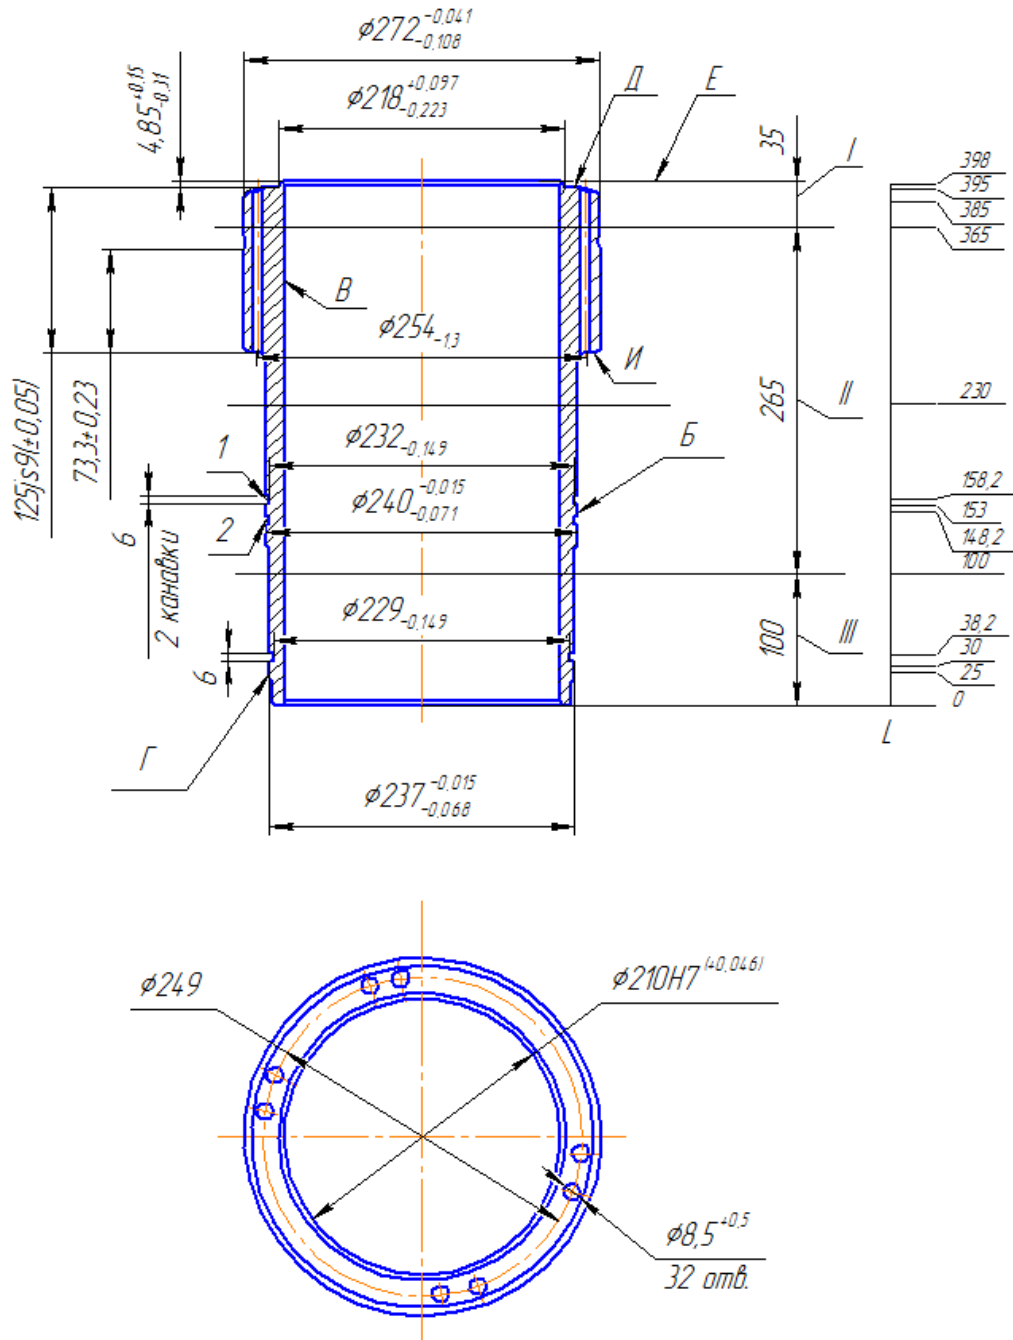 φ272 -0,041 -0,108
4,85 +0,15 -0,31
φ218 +0,097 -0,223
Д
Е
35
I
398
395
385
365
В
φ254 -1,3
И
125js9(±0,05)
73,3±0,23
265
II
230
1
φ232 -0,149
Б
φ240 -0,015 -0,071
2
6
2 канавки
158,2
153
148,2
100
φ229 -0,149
100
III
38,2
30
25
0
6
L
Г
φ237 -0,015 -0,068
φ249
φ210H7 (+0,046)
φ8,5 +0,5
32 отв.